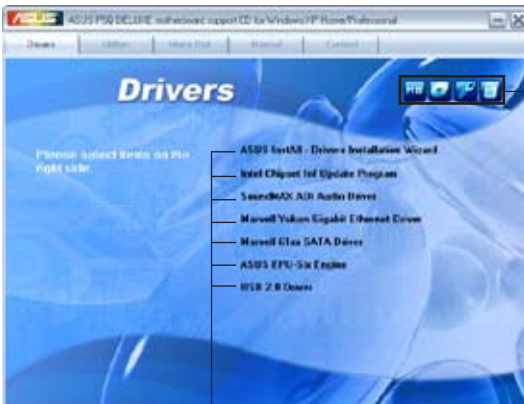 ASUS
ASUS P5Q DELUXE motherboard support CD for Windows XP Home/Professional
Drivers Utilities Make Disk Manual Contact
Drivers
Please select items on the
right side.
ASUS InstAll - Drivers Installation Wizard
Intel Chipset Inf Update Program
SoundMAX ADI Audio Driver
Marvell Yukon Gigabit Ethernet Driver
Marvell 61xx SATA Driver
ASUS EPU-Six Engine
USB 2.0 Driver